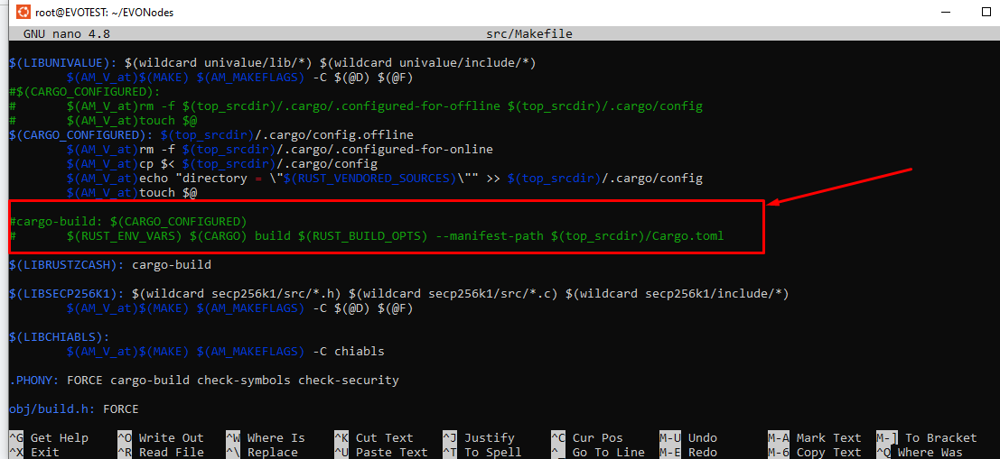 root@EVOTEST: ~/EVONodes
GNU nano 4.8 src/Makefile
$(LIBUNIVALUE): $(wildcard univalue/lib/*) $(wildcard univalue/include/*)
        $(AM_V_at)$(MAKE) $(AM_MAKEFLAGS) -C $(@D) $(@F)
#$(CARGO_CONFIGURED):
#       $(AM_V_at)rm -f $(top_srcdir)/.cargo/.configured-for-offline $(top_srcdir)/.cargo/config
#       $(AM_V_at)touch $@
$(CARGO_CONFIGURED): $(top_srcdir)/.cargo/config.offline
        $(AM_V_at)rm -f $(top_srcdir)/.cargo/.configured-for-online
        $(AM_V_at)cp $< $(top_srcdir)/.cargo/config
        $(AM_V_at)echo "directory = \"$(RUST_VENDORED_SOURCES)\"" >> $(top_srcdir)/.cargo/config
        $(AM_V_at)touch $@
#cargo-build: $(CARGO_CONFIGURED)
#       $(RUST_ENV_VARS) $(CARGO) build $(RUST_BUILD_OPTS) --manifest-path $(top_srcdir)/Cargo.toml
$(LIBRUSTZCASH): cargo-build
$(LIBSECP256K1): $(wildcard secp256k1/src/*.h) $(wildcard secp256k1/src/*.c) $(wildcard secp256k1/include/*)
        $(AM_V_at)$(MAKE) $(AM_MAKEFLAGS) -C $(@D) $(@F)
$(LIBCHIABLS):
        $(AM_V_at)$(MAKE) $(AM_MAKEFLAGS) -C chiabls
.PHONY: FORCE cargo-build check-symbols check-security
obj/build.h: FORCE
^G Get Help ^O Write Out ^W Where Is ^K Cut Text ^J Justify ^C Cur Pos M-U Undo M-A Mark Text M-] To Bracket
^X Exit ^R Read File ^\ Replace ^U Paste Text ^T To Spell ^_ Go To Line M-E Redo M-6 Copy Text ^Q Where Was